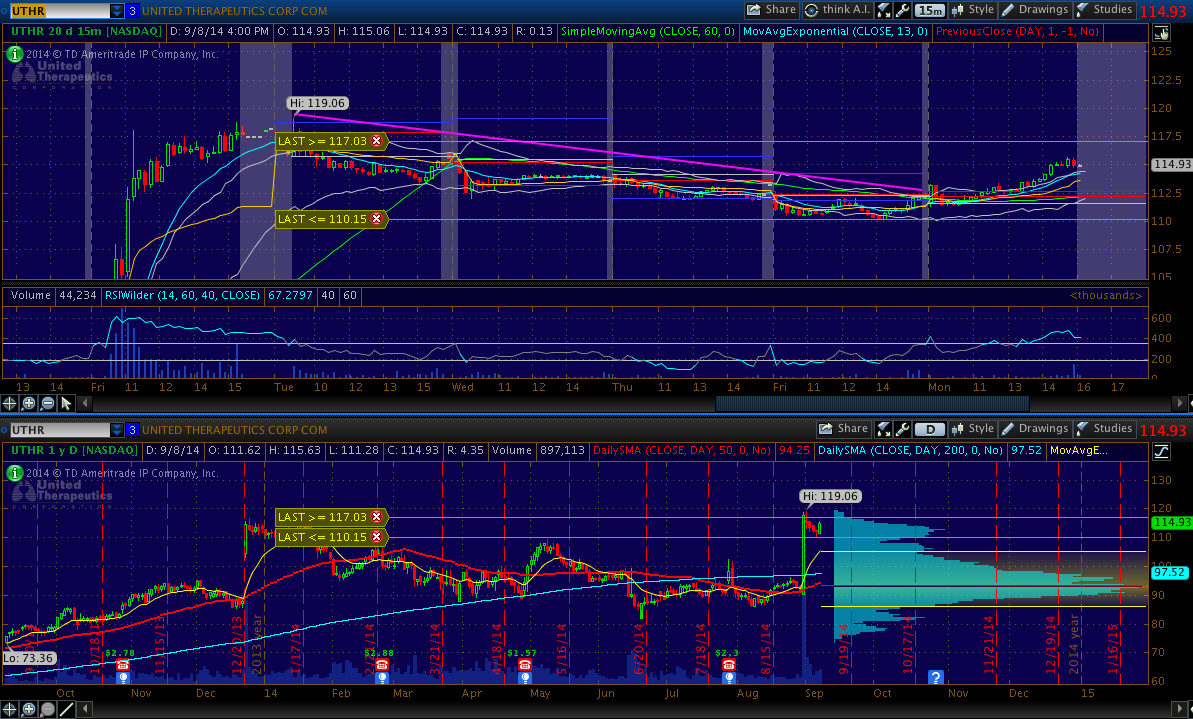 UTHR 3 UNITED THERAPEUTICS CORP COM Share think A.I. 15m Style Drawings Studies 114.93
UTHR 20 d 15m [NASDAQ] D: 9/8/14 4:00 PM O: 114.93 H: 115.06 L: 114.93 C: 114.93 R: 0.13 SimpleMovingAvg (CLOSE, 60, 0) MovAvgExponential (CLOSE, 13, 0) PreviousClose (DAY, 1, -1, No)
i 2014 © TD Ameritrade IP Company, Inc.
United
Therapeutics
CORPORATION
125
122.5
120
117.5
114.93
112.5
110
107.5
105
Hi: 119.06
LAST >= 117.03
LAST <= 110.15
Volume 44,234 RSIWilder (14, 60, 40, CLOSE) 67.2797 40 60 <thousands>
600
400
200
0
13 14 Fri 11 12 14 15 Tue 10 12 13 15 Wed 11 12 14 Thu 11 13 14 Fri 11 12 14 Mon 11 13 14 16 17
UTHR 3 UNITED THERAPEUTICS CORP COM Share D Style Drawings Studies 114.93
UTHR 1 y D [NASDAQ] D: 9/8/14 O: 111.62 H: 115.63 L: 111.28 C: 114.93 R: 4.35 Volume 897,113 DailySMA (CLOSE, DAY, 50, 0, No) 94.25 DailySMA (CLOSE, DAY, 200, 0, No) 97.52 MovAvgE...
i 2014 © TD Ameritrade IP Company, Inc.
United
Therapeutics
CORPORATION
130
120
114.93
110
97.52
90
80
70
60
Hi: 119.06
LAST >= 117.03
LAST <= 110.15
Lo: 73.36
10/18/13
11/15/13
12/22/13
2013 year
1/17/14
2/21/14
4/18/14
5/16/14
6/20/14
7/18/14
8/15/14
9/19/14
10/17/14
11/21/14
12/19/14
2014 year
1/16/15
$2.78
$2.88
$1.57
$2.3
?
Oct Nov Dec 14 Feb Mar Apr May Jun Jul Aug Sep Oct Nov Dec 15